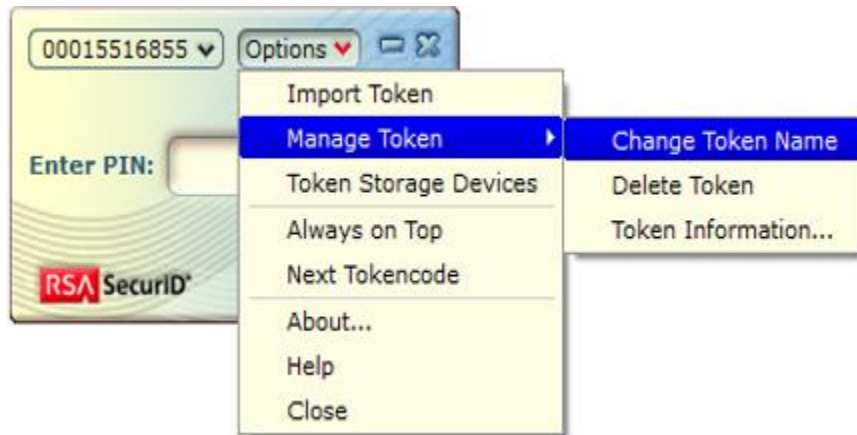 00015516855 Options
Import Token
Manage Token Change Token Name
Enter PIN:
Token Storage Devices Delete Token
Always on Top Token Information...
RSA SecurID®
Next Tokencode
About...
Help
Close